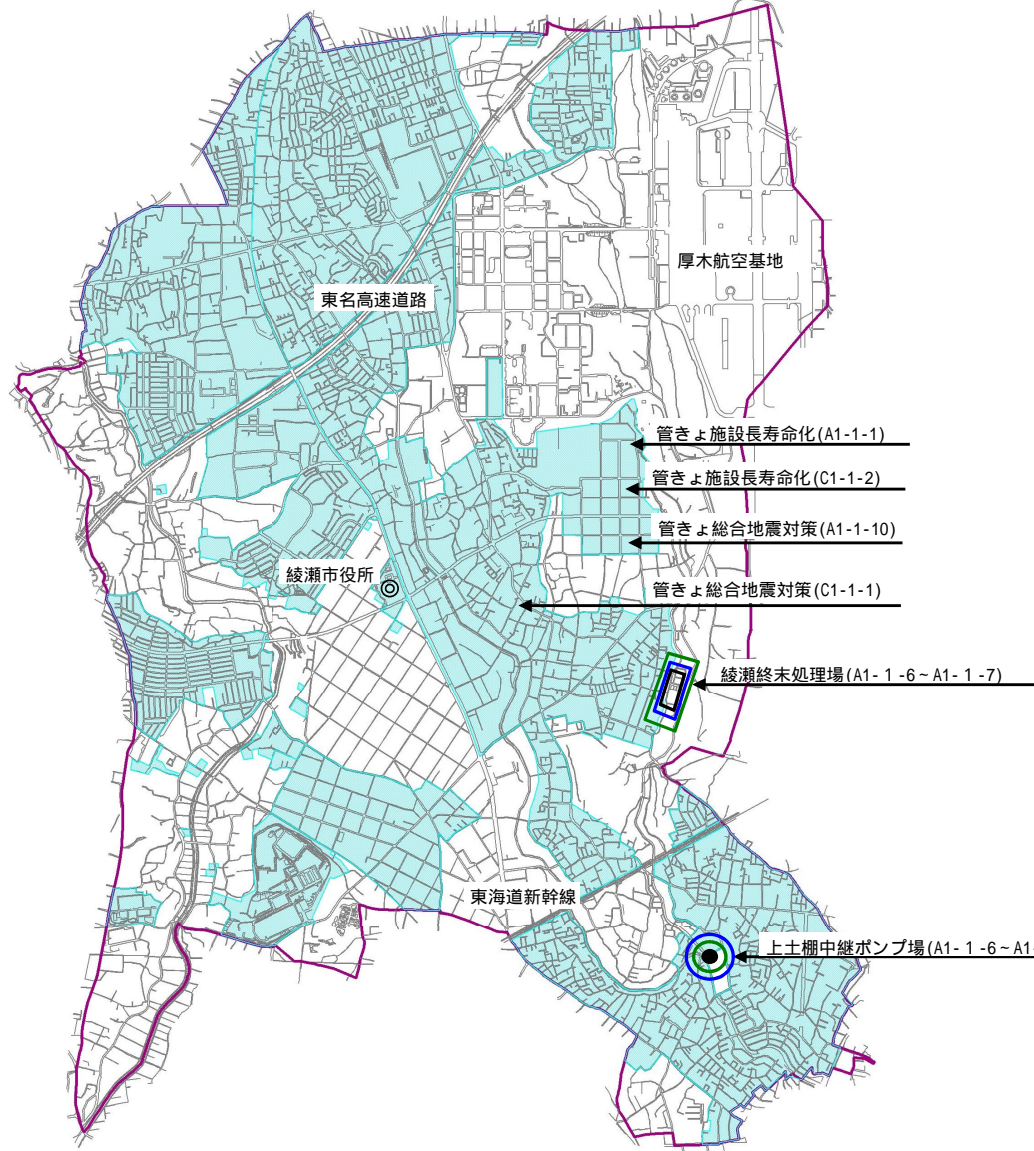 厚木航空基地
東名高速道路
管きょ施設長寿命化(A1-1-1)
管きょ施設長寿命化(C1-1-2)
管きょ総合地震対策(A1-1-10)
綾瀬市役所
管きょ総合地震対策(C1-1-1)
綾瀬終末処理場(A1-1-6~A1-1-7)
東海道新幹線
上土棚中継ポンプ場(A1-1-6~A1-